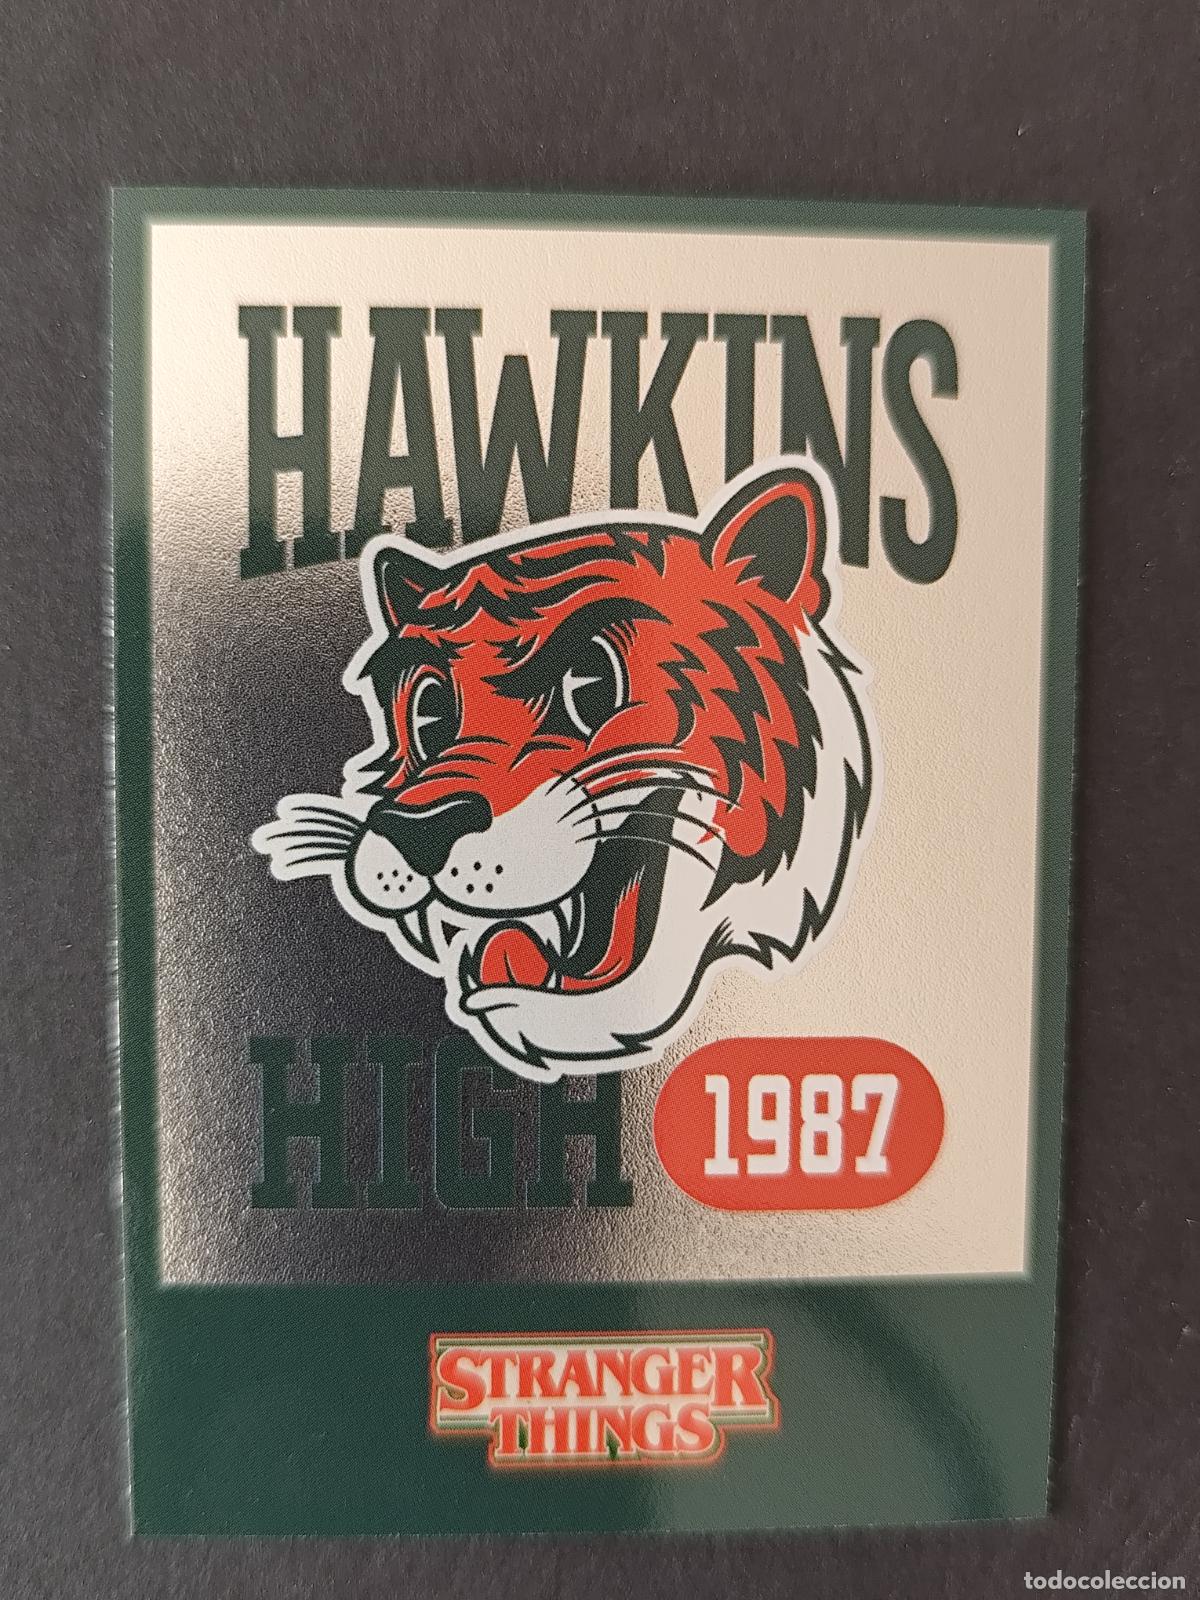 HAWKINS
HIGH 1987
STRANGER
THINGS
todocoleccion